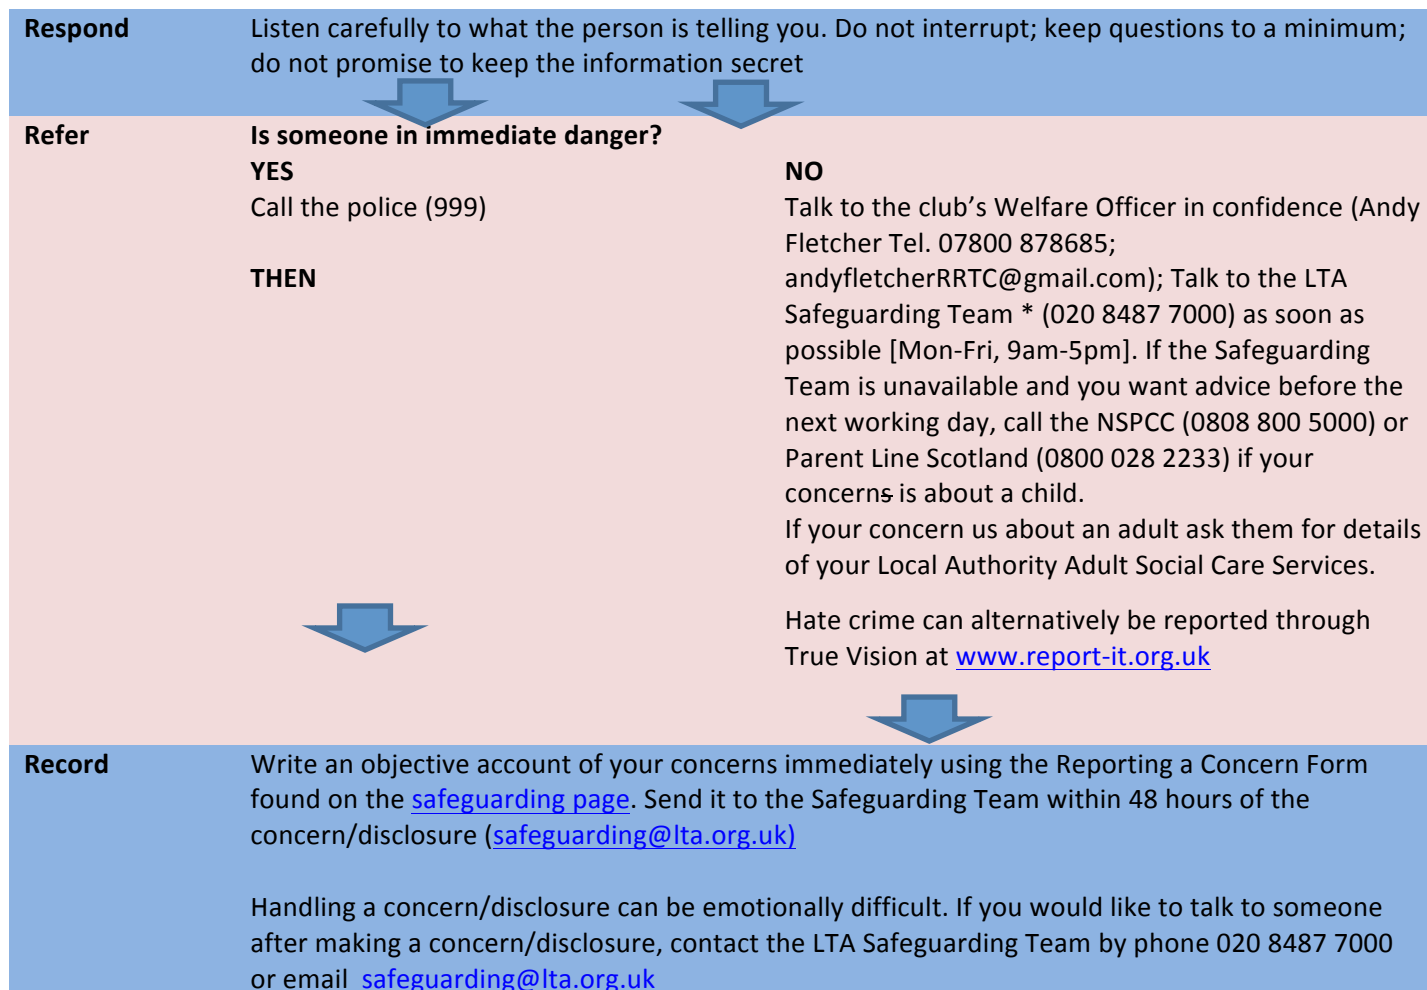 Respond
Listen carefully to what the person is telling you. Do not interrupt; keep questions to a minimum;
do not promise to keep the information secret
Refer
Is someone in immediate danger?
YES
Call the police (999)
THEN
NO
Talk to the club’s Welfare Officer in confidence (Andy
Fletcher Tel. 07800 878685;
andyfletcherRRTC@gmail.com); Talk to the LTA
Safeguarding Team * (020 8487 7000) as soon as
possible [Mon-Fri, 9am-5pm]. If the Safeguarding
Team is unavailable and you want advice before the
next working day, call the NSPCC (0808 800 5000) or
Parent Line Scotland (0800 028 2233) if your
concerns is about a child.
If your concern us about an adult ask them for details
of your Local Authority Adult Social Care Services.
Hate crime can alternatively be reported through
True Vision at www.report-it.org.uk
Record
Write an objective account of your concerns immediately using the Reporting a Concern Form
found on the safeguarding page. Send it to the Safeguarding Team within 48 hours of the
concern/disclosure (safeguarding@lta.org.uk)
Handling a concern/disclosure can be emotionally difficult. If you would like to talk to someone
after making a concern/disclosure, contact the LTA Safeguarding Team by phone 020 8487 7000
or email safeguarding@lta.org.uk